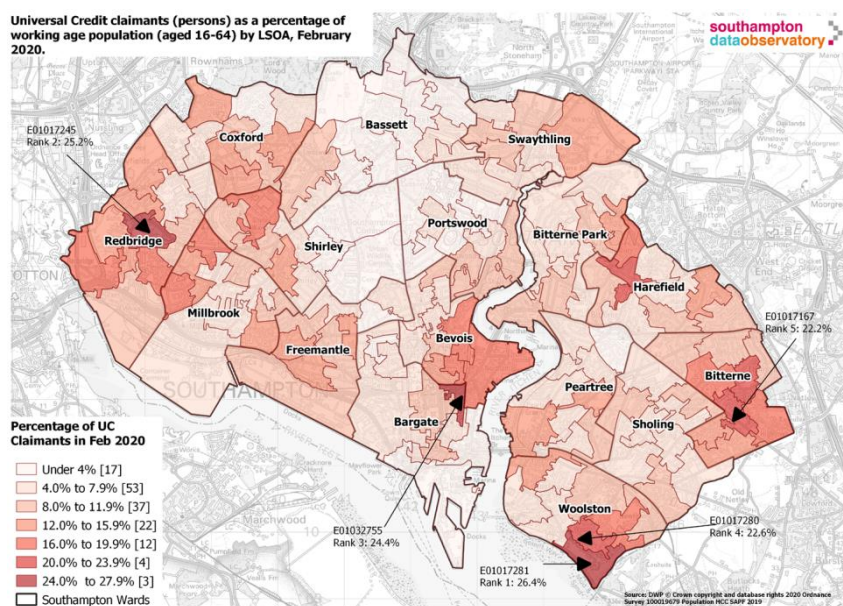 Universal Credit claimants (persons) as a percentage of
working age population (aged 16-64) by LSOA, February
2020.
southampton
dataobservatory
E01017245
Rank 2: 25.2%
Coxford
Bassett
Swaythling
Redbridge
Shirley
Portswood
Bitterne Park
Harefield
Millbrook
Freemantle
Bevois
E01017167
Rank 5: 22.2%
Bitterne
SOUTHAMPTON
Peartree
Bargate
Sholing
Percentage of UC
Claimants in Feb 2020
Under 4% [17]
4.0% to 7.9% [53]
8.0% to 11.9% [37]
12.0% to 15.9% [22]
16.0% to 19.9% [12]
20.0% to 23.9% [4]
24.0% to 27.9% [3]
Southampton Wards
Marchwood
Woolston
E01032755
Rank 3: 24.4%
E01017280
Rank 4: 22.6%
E01017281
Rank 1: 26.4%
Source: DWP © Crown copyright and database rights 2020 Ordnance
Survey 100019679 Population HCC SAPF 2019